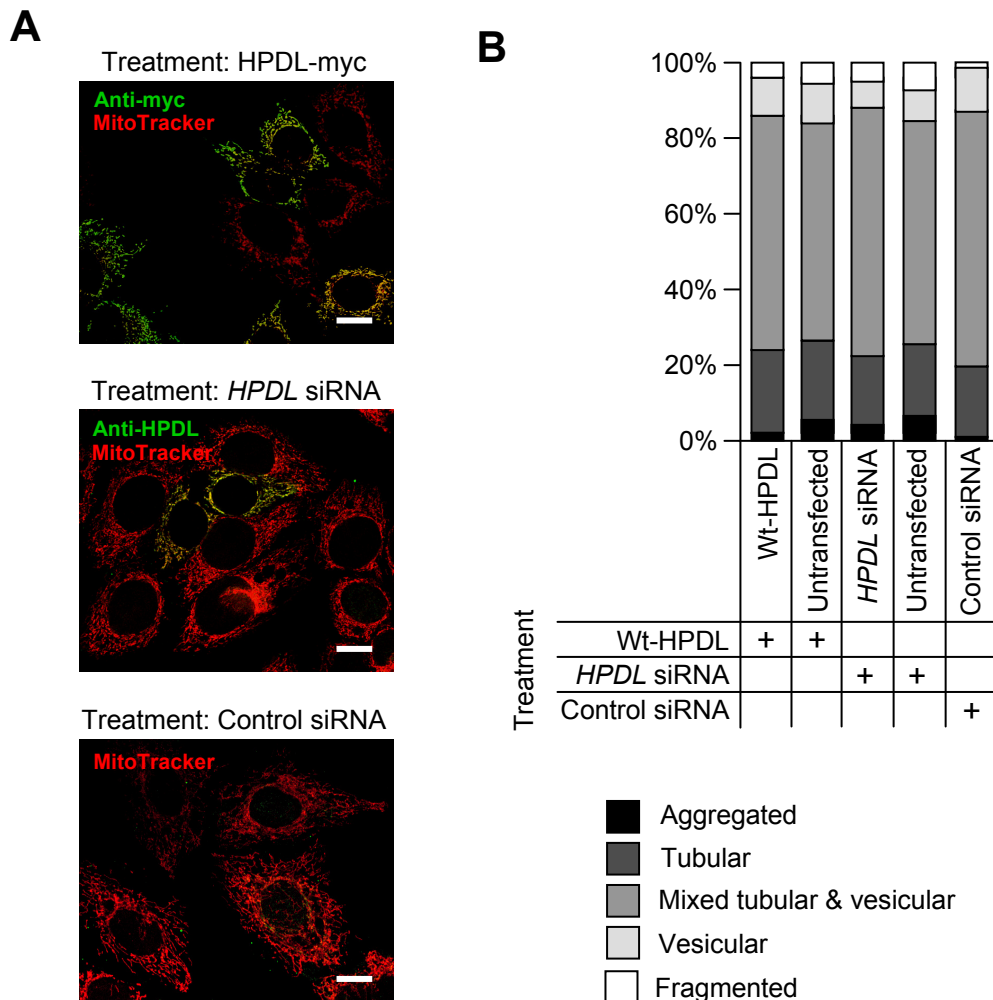 A
Treatment: HPDL-myc
Anti-myc
MitoTracker
Treatment: HPDL siRNA
Anti-HPDL
MitoTracker
Treatment: Control siRNA
MitoTracker
B
100%
80%
60%
40%
20%
0%
Wt-HPDL
Untransfected
HPDL siRNA
Untransfected
Control siRNA
Treatment
Wt-HPDL + +
HPDL siRNA + +
Control siRNA +
Aggregated
Tubular
Mixed tubular & vesicular
Vesicular
Fragmented